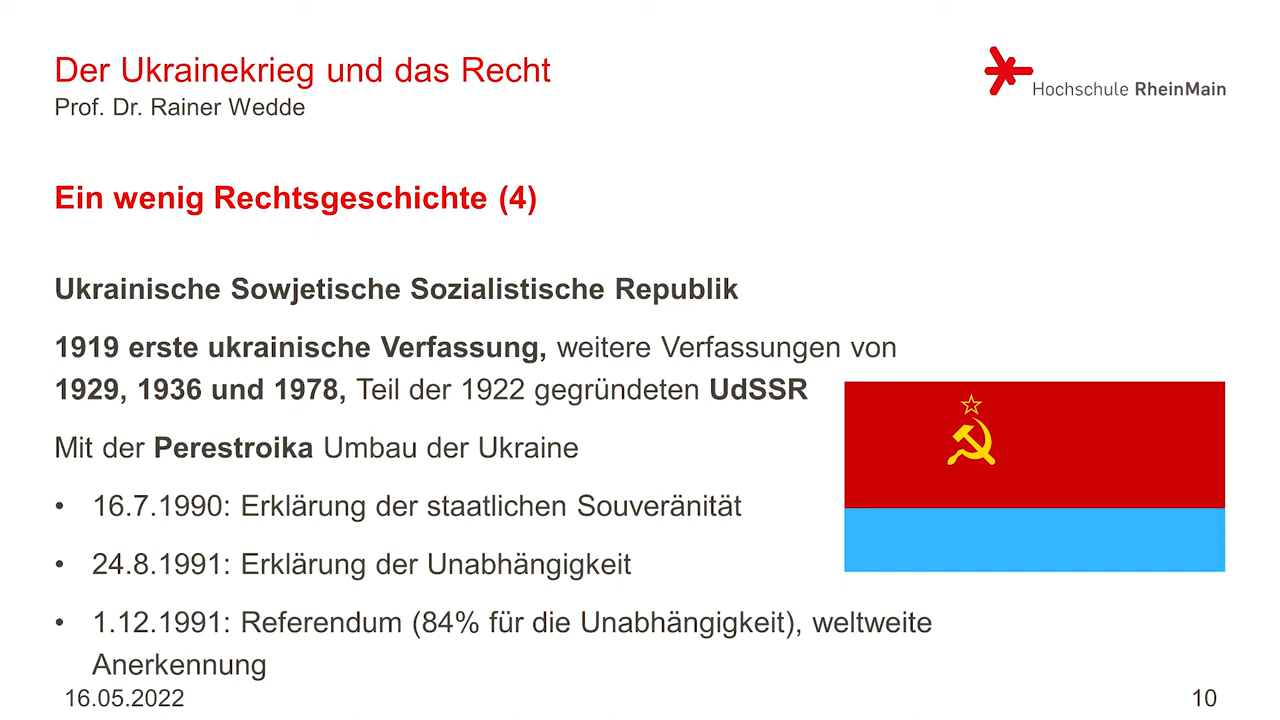 Der Ukrainekrieg und das Recht
Prof. Dr. Rainer Wedde
Hochschule RheinMain
Ein wenig Rechtsgeschichte (4)
Ukrainische Sowjetische Sozialistische Republik
1919 erste ukrainische Verfassung, weitere Verfassungen von
1929, 1936 und 1978, Teil der 1922 gegründeten UdSSR
Mit der Perestroika Umbau der Ukraine
• 16.7.1990: Erklärung der staatlichen Souveränität
• 24.8.1991: Erklärung der Unabhängigkeit
• 1.12.1991: Referendum (84% für die Unabhängigkeit), weltweite
Anerkennung
16.05.2022
10